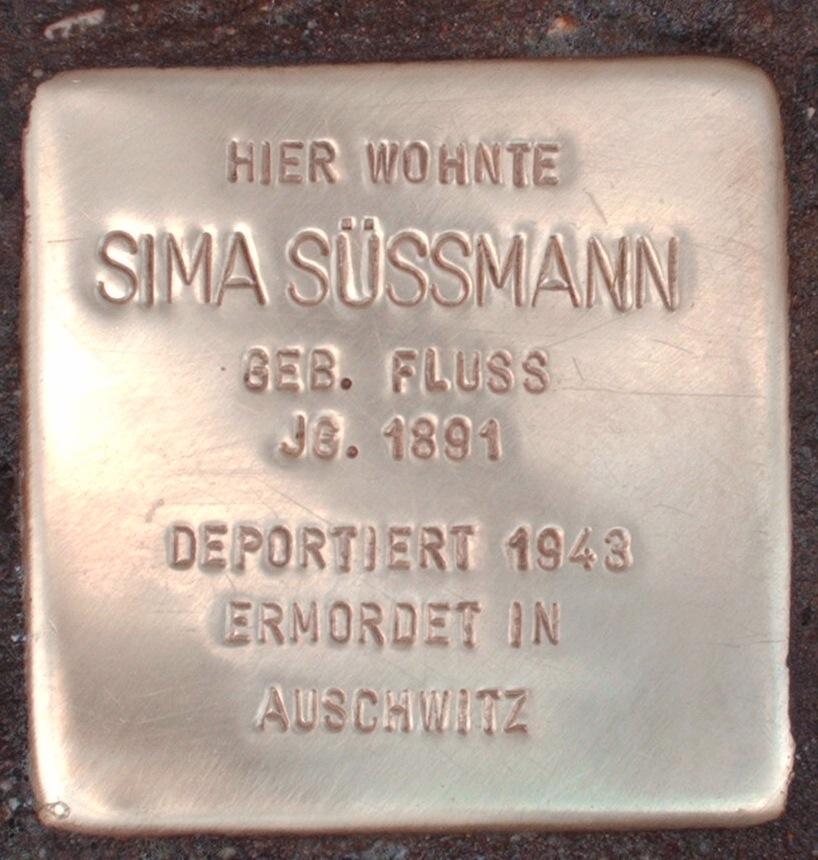 HIER WOHNTE
SIMA SÜSSMANN
GEB. FLUSS
JG. 1891
DEPORTIERT 1943
ERMORDET IN
AUSCHWITZ